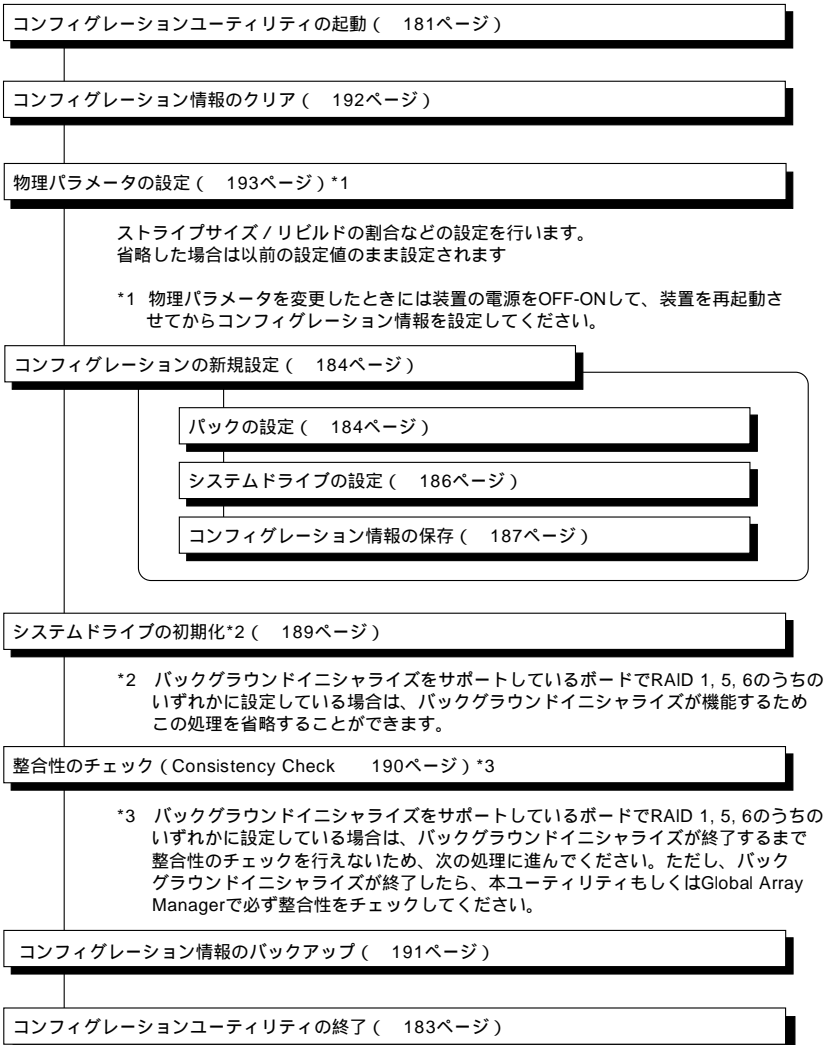 コンフィグレーションユーティリティの起動（　181ページ）
コンフィグレーション情報のクリア（　192ページ）
物理パラメータの設定（　193ページ）*1
ストライプサイズ / リビルドの割合などの設定を行います。
省略した場合は以前の設定値のまま設定されます
*1 物理パラメータを変更したときには装置の電源をOFF-ONして、装置を再起動さ
せてからコンフィグレーション情報を設定してください。
コンフィグレーションの新規設定（　184ページ）
パックの設定（　184ページ）
システムドライブの設定（　186ページ）
コンフィグレーション情報の保存（　187ページ）
システムドライブの初期化*2（　189ページ）
*2 バックグラウンドイニシャライズをサポートしているボードでRAID 1, 5, 6のうちの
いずれかに設定している場合は、バックグラウンドイニシャライズが機能するため
この処理を省略することができます。
整合性のチェック（Consistency Check　190ページ）*3
*3 バックグラウンドイニシャライズをサポートしているボードでRAID 1, 5, 6のうちの
いずれかに設定している場合は、バックグラウンドイニシャライズが終了するまで
整合性のチェックを行えないため、次の処理に進んでください。ただし、バック
グラウンドイニシャライズが終了したら、本ユーティリティもしくはGlobal Array
Managerで必ず整合性をチェックしてください。
コンフィグレーション情報のバックアップ（　191ページ）
コンフィグレーションユーティリティの終了（　183ページ）